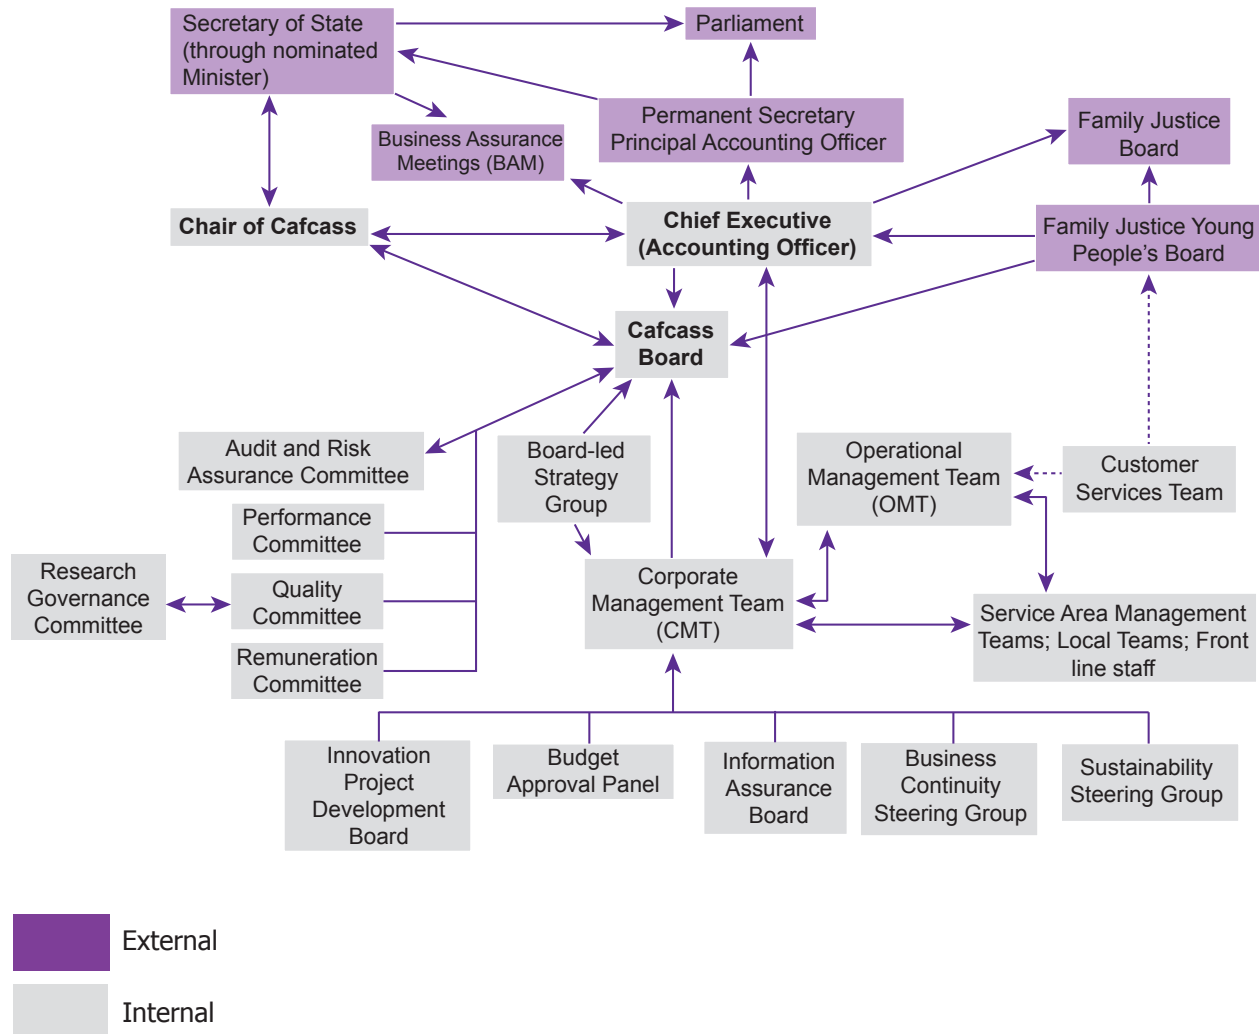 Secretary of State
(through nominated
Minister)
Parliament
Permanent Secretary
Principal Accounting Officer
Business Assurance
Meetings (BAM)
Family Justice
Board
Chair of Cafcass
Chief Executive
(Accounting Officer)
Family Justice Young
People’s Board
Cafcass
Board
Audit and Risk
Assurance Committee
Board-led
Strategy
Group
Operational
Management Team
(OMT)
Customer
Services Team
Performance
Committee
Research
Governance
Committee
Quality
Committee
Corporate
Management Team
(CMT)
Service Area Management
Teams; Local Teams; Front
line staff
Remuneration
Committee
Innovation
Project
Development
Board
Budget
Approval Panel
Information
Assurance
Board
Business
Continuity
Steering Group
Sustainability
Steering Group
External
Internal